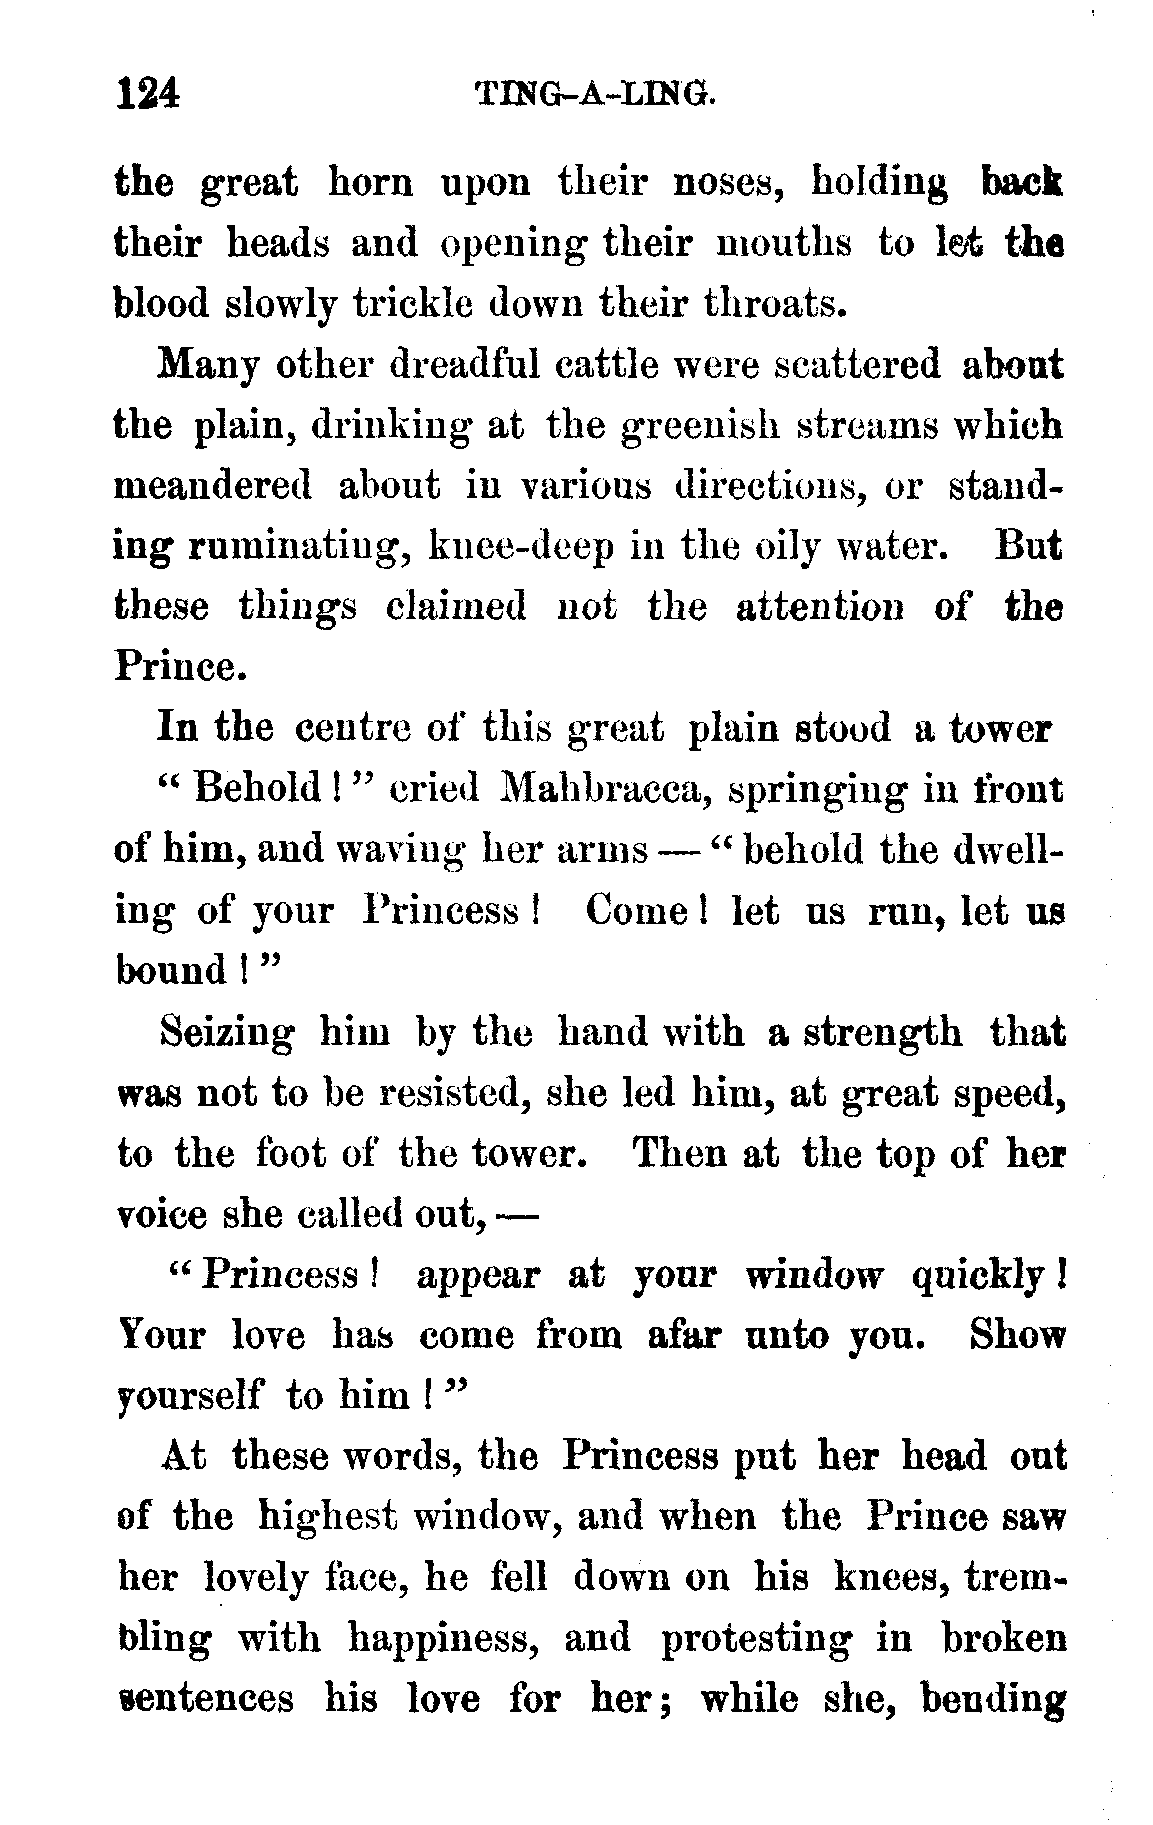 124 TING-A-LING.
the great horn upon their noses, holding back
their heads and opening their mouths to let the
blood slowly trickle down their throats.
Many other dreadful cattle were scattered about
the plain, drinking at the greenish streams which
meandered about in various directions, or stand-
ing ruminating, knee-deep in the oily water. But
these things claimed not the attention of the
Prince.
In the centre of this great plain stood a tower
“ Behold ! ” cried Mahbracca, springing in front
of him, and waving her arms — “ behold the dwell-
ing of your Princess ! Come ! let us run, let us
bound ! ”
Seizing him by the hand with a strength that
was not to be resisted, she led him, at great speed,
to the foot of the tower. Then at the top of her
voice she called out, —
“ Princess ! appear at your window quickly !
Your love has come from afar unto you. Show
yourself to him ! ”
At these words, the Princess put her head out
of the highest window, and when the Prince saw
her lovely face, he fell down on his knees, trem-
bling with happiness, and protesting in broken
sentences his love for her; while she, bending